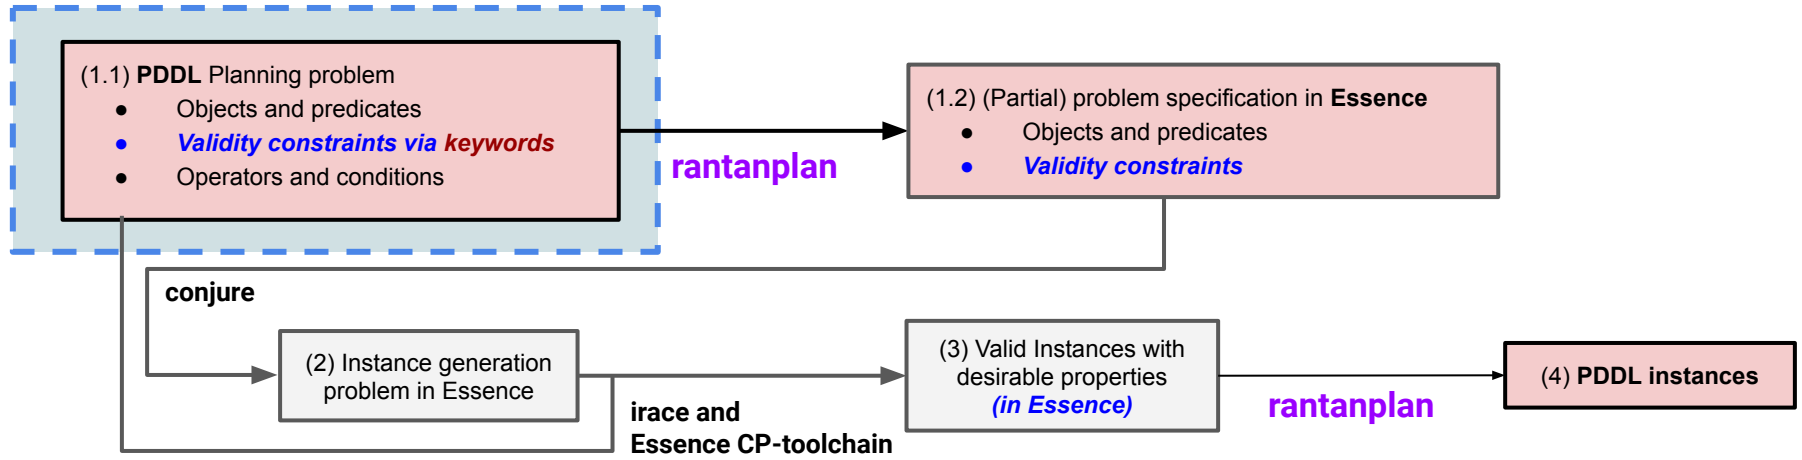 (1.1) PDDL Planning problem
● Objects and predicates
● Validity constraints via keywords
● Operators and conditions
rantanplan
(1.2) (Partial) problem specification in Essence
● Objects and predicates
● Validity constraints
conjure
(2) Instance generation
problem in Essence
irace and
Essence CP-toolchain
(3) Valid Instances with
desirable properties
(in Essence)
rantanplan
(4) PDDL instances